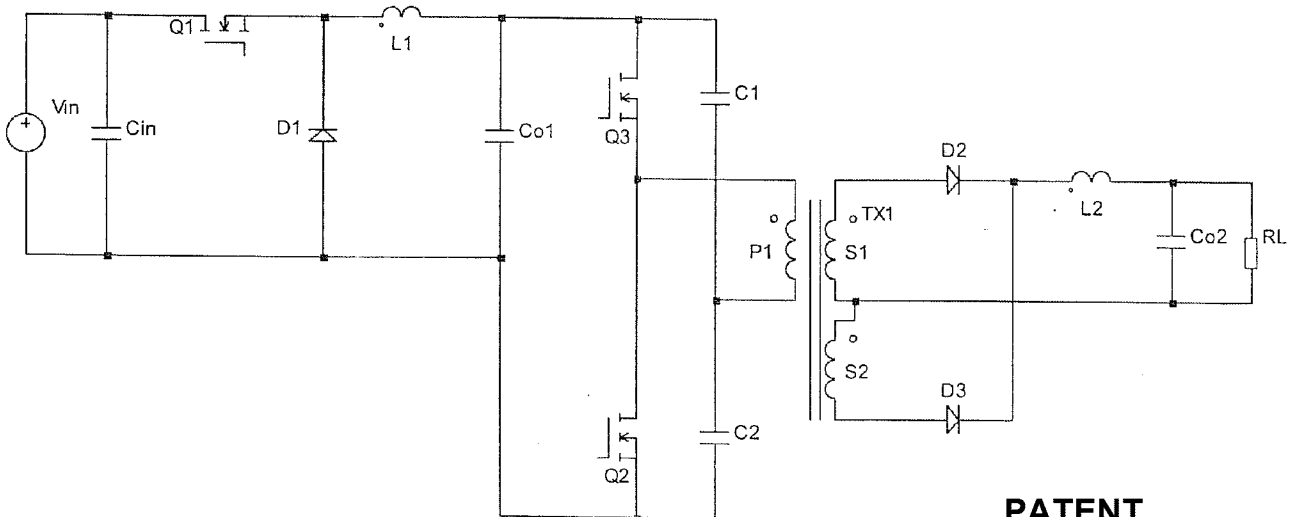 Q1
L1
Vin
Cin
D1
Co1
Q3
C1
D2
TX1
L2
P1
S1
Co2
RL
S2
D3
C2
Q2
PATENT